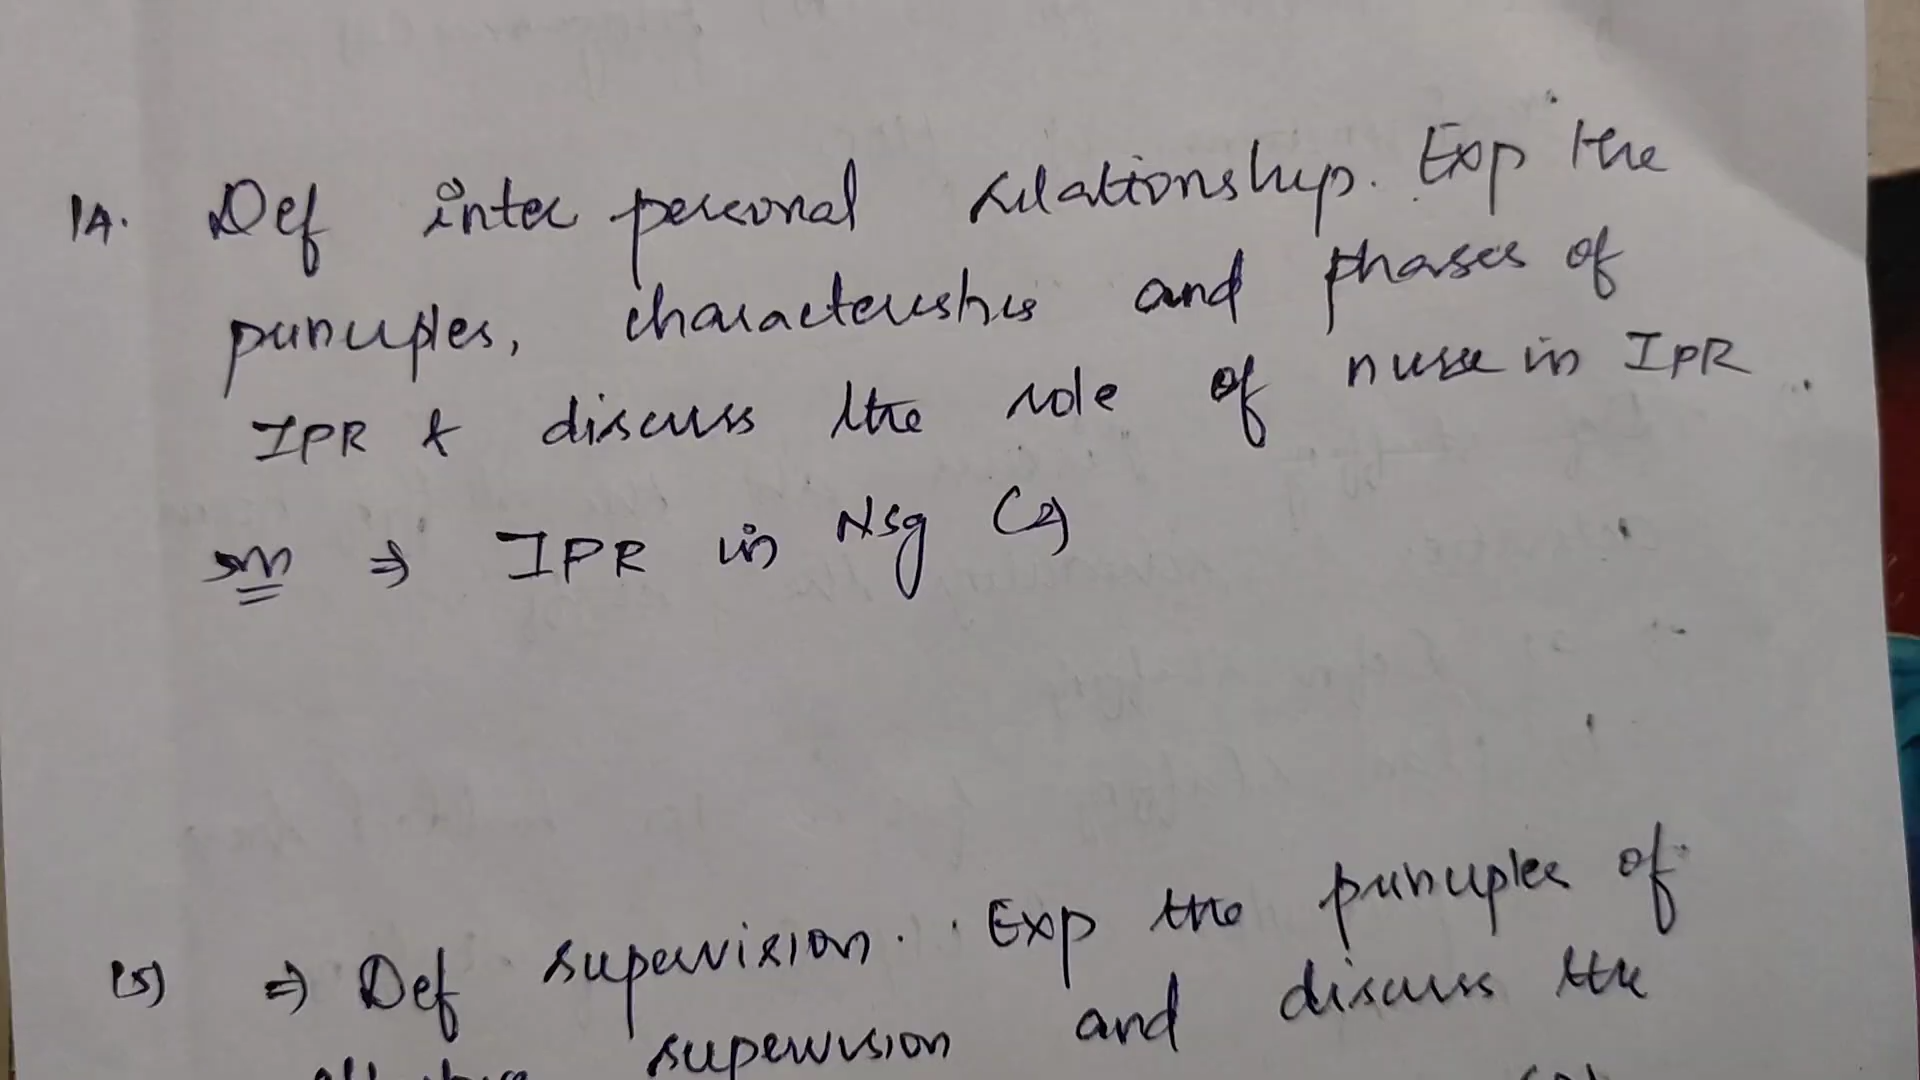 14. Def inter personal relationship. Exp the
principles, characteristics and phases of
IPR & discuss the role of nurse in IPR
⇒ IPR in Nsg (2)
15) ⇒ Def supervision. Exp the principles of
supervision and discuss the